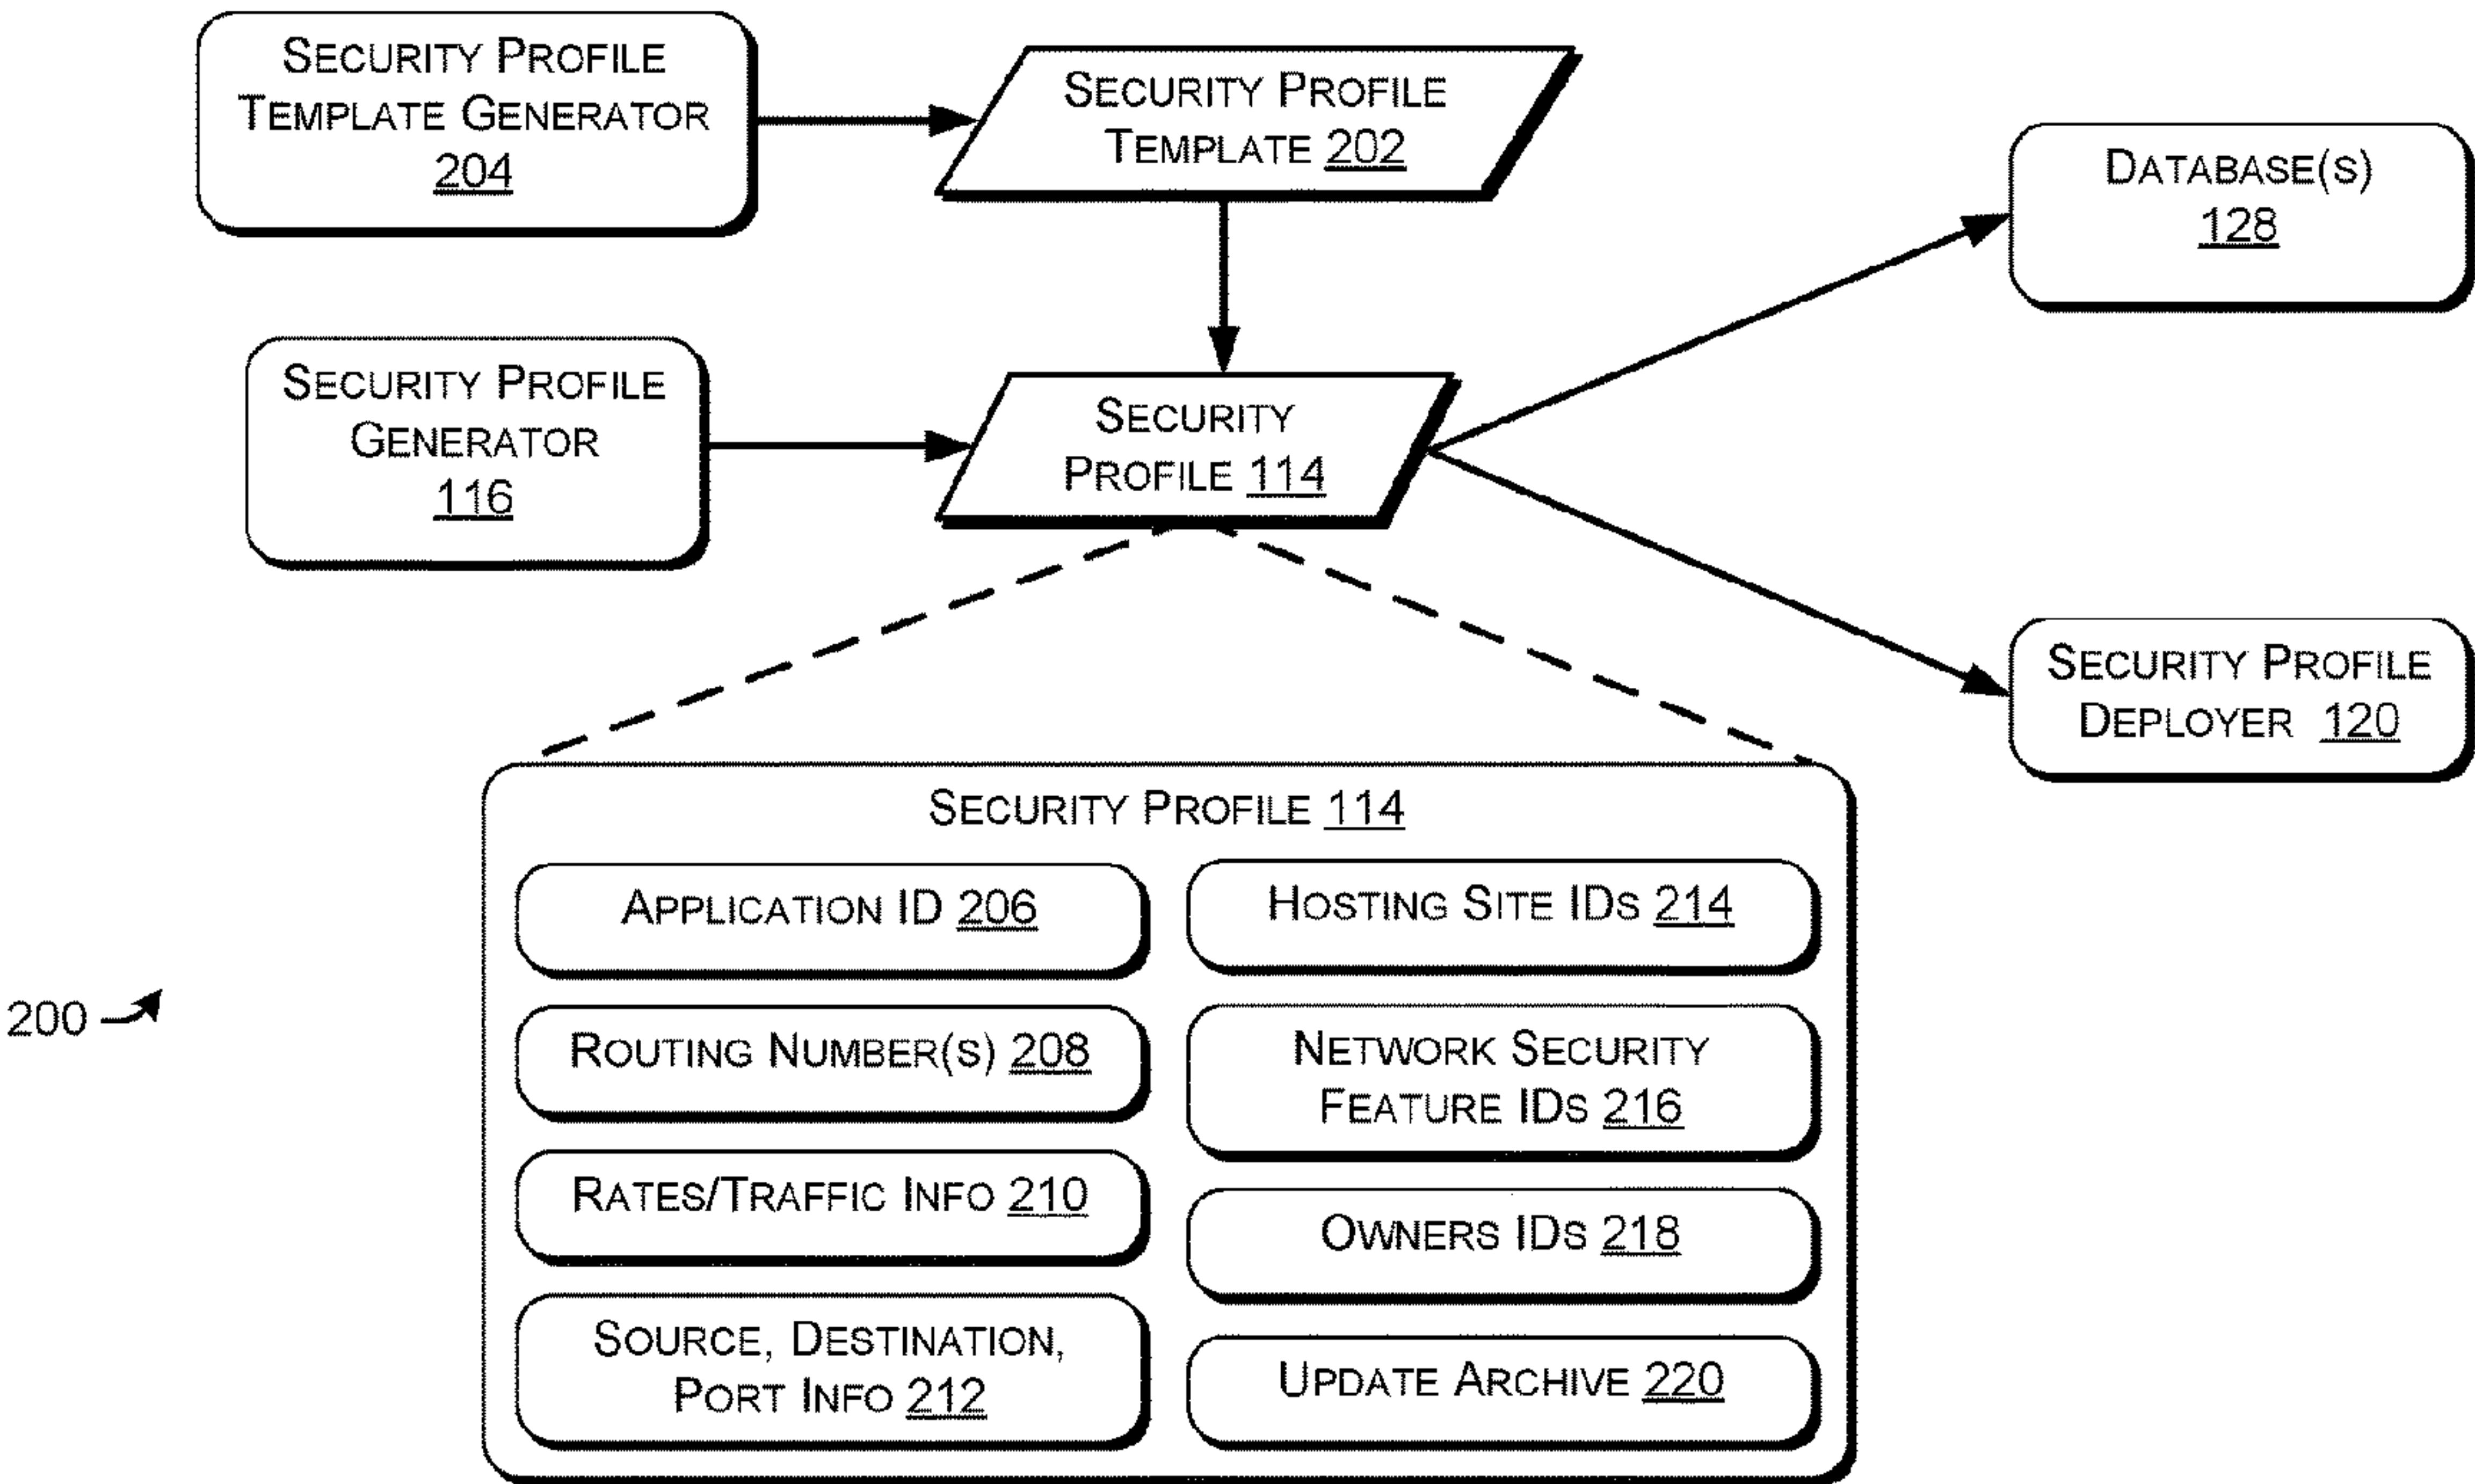 SECURITY PROFILE
TEMPLATE GENERATOR
204
SECURITY PROFILE
TEMPLATE 202
DATABASE(S)
128
SECURITY PROFILE
GENERATOR
116
SECURITY
PROFILE 114
SECURITY PROFILE
DEPLOYER 120
SECURITY PROFILE 114
APPLICATION ID 206
ROUTING NUMBER(S) 208
RATES/TRAFFIC INFO 210
SOURCE, DESTINATION,
PORT INFO 212
HOSTING SITE IDS 214
NETWORK SECURITY
FEATURE IDS 216
OWNERS IDS 218
UPDATE ARCHIVE 220
200